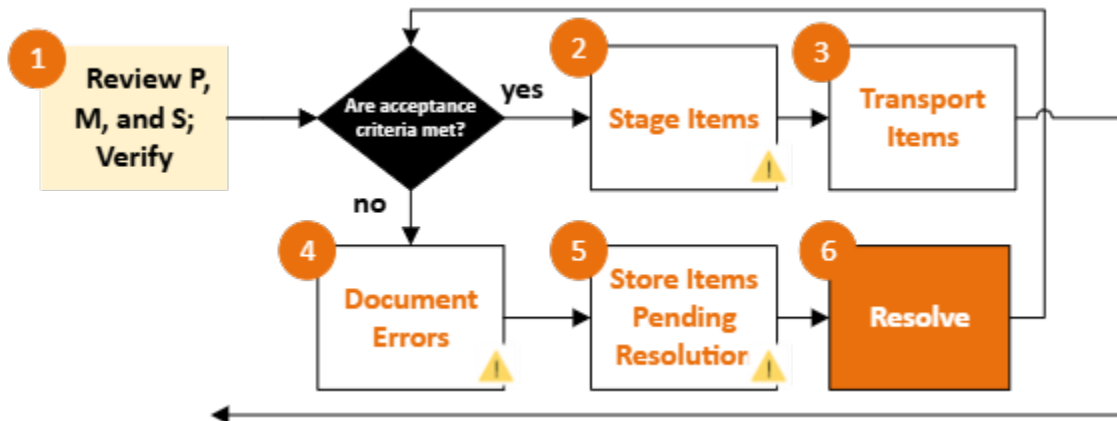 1
Review P,
M, and S;
Verify
Are acceptance
criteria met?
yes
2
Stage Items
!
3
Transport
Items
no
4
Document
Errors
!
5
Store Items
Pending
Resolution
!
6
Resolve